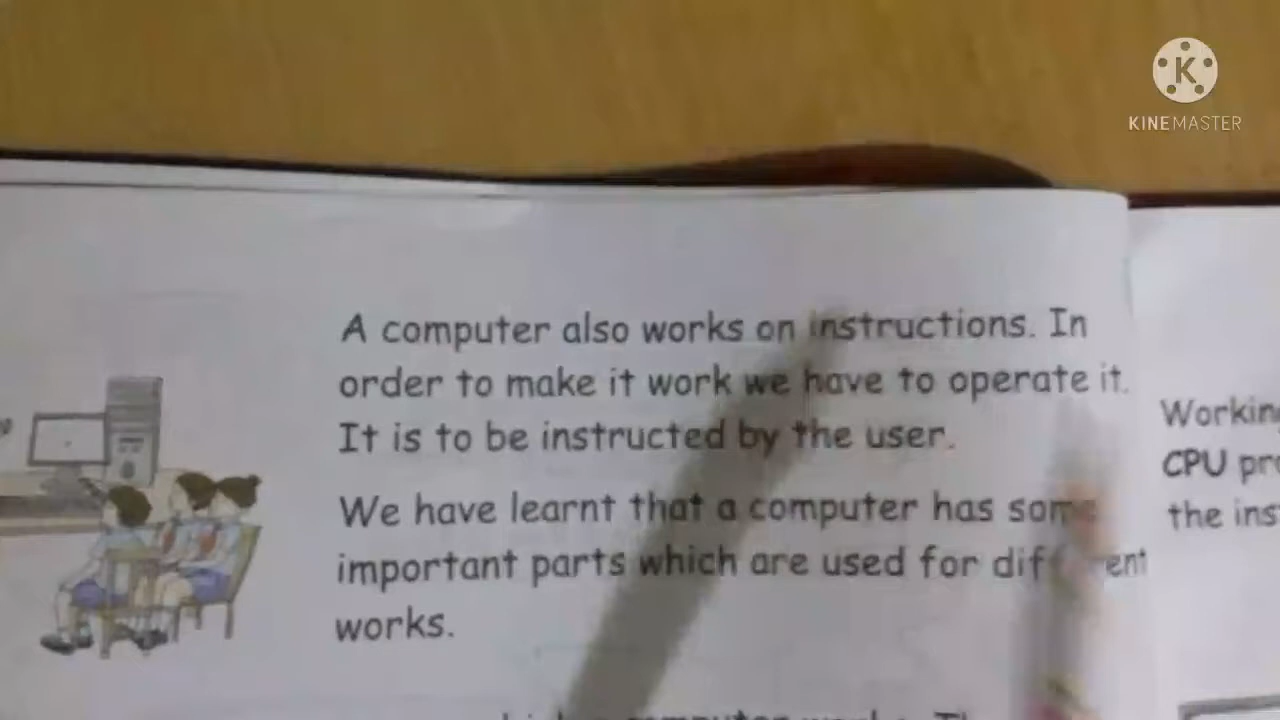 KINEMASTER
A computer also works on instructions. In
order to make it work we have to operate it.
It is to be instructed by the user.
We have learnt that a computer has some
important parts which are used for different
works.
computer works.
Working
CPU
the